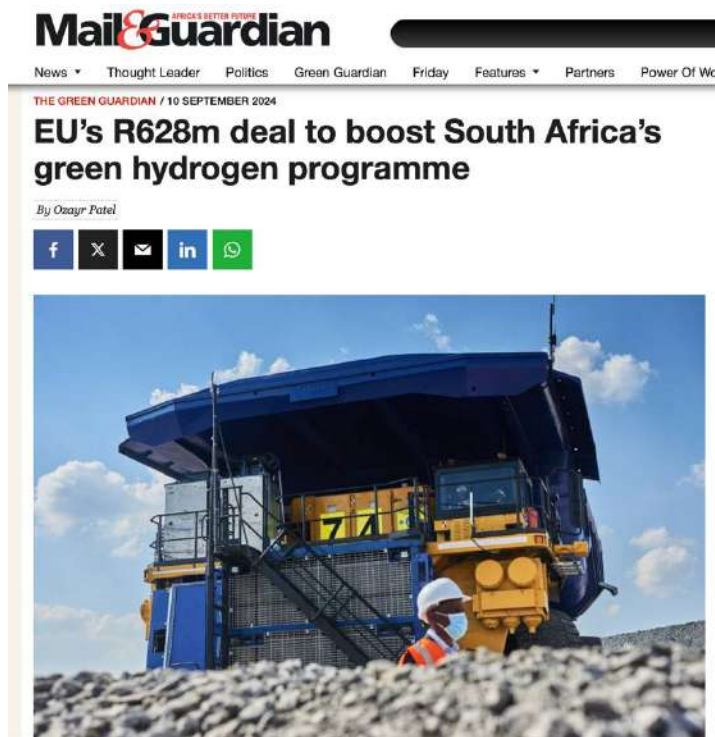 AFRICA'S BETTER FUTURE
Mail&Guardian
News Thought Leader Politics Green Guardian Friday Features Partners Power Of Wo
THE GREEN GUARDIAN / 10 SEPTEMBER 2024
EU's R628m deal to boost South Africa's
green hydrogen programme
By Ozayr Patel
f X in
74